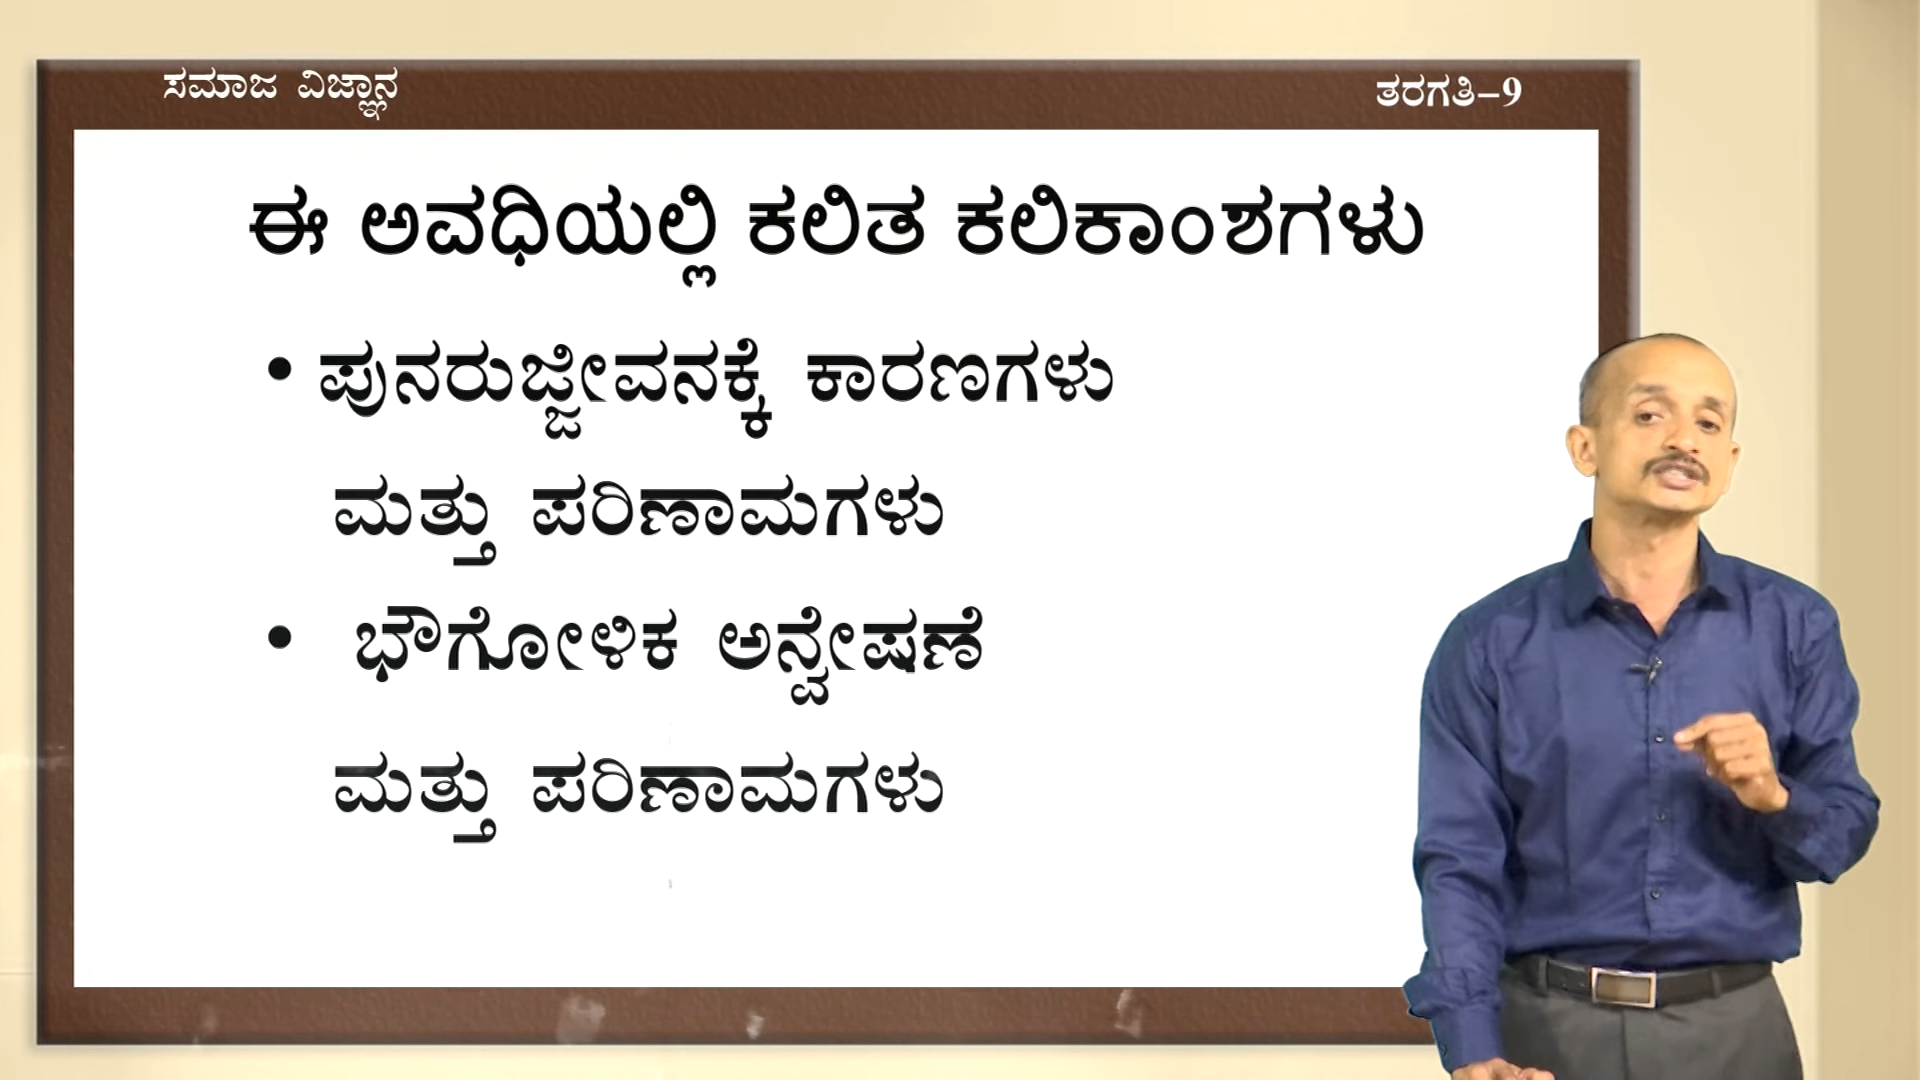 ಸಮಾಜ ವಿಜ್ಞಾನ
ತರಗತಿ–9
ಈ ಅವಧಿಯಲ್ಲಿ ಕಲಿತ ಕಲಿಕಾಂಶಗಳು
• ಪುನರುಜ್ಜೀವನಕ್ಕೆ ಕಾರಣಗಳು
ಮತ್ತು ಪರಿಣಾಮಗಳು
• ಭೌಗೋಳಿಕ ಅನ್ವೇಷಣೆ
ಮತ್ತು ಪರಿಣಾಮಗಳು